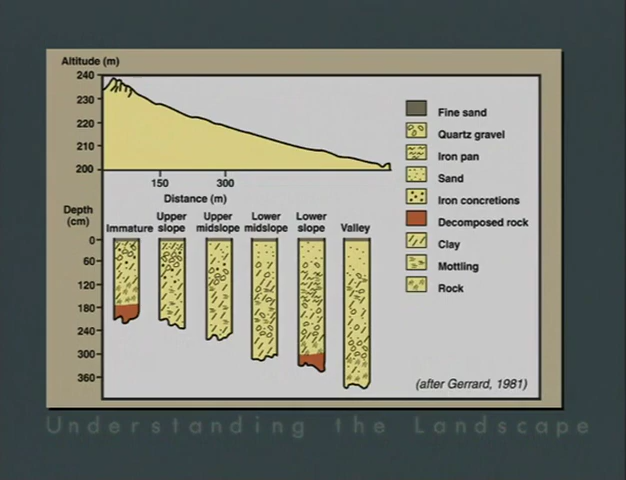 Altitude (m)
240
230
220
210
200
150 300
Distance (m)
Fine sand
Quartz gravel
Iron pan
Sand
Iron concretions
Decomposed rock
Clay
Mottling
Rock
Depth
(cm)
Immature Upper slope Upper midslope Lower midslope Lower slope Valley
0
60
120
180
240
300
360
(after Gerrard, 1981)
Understanding the Landscape